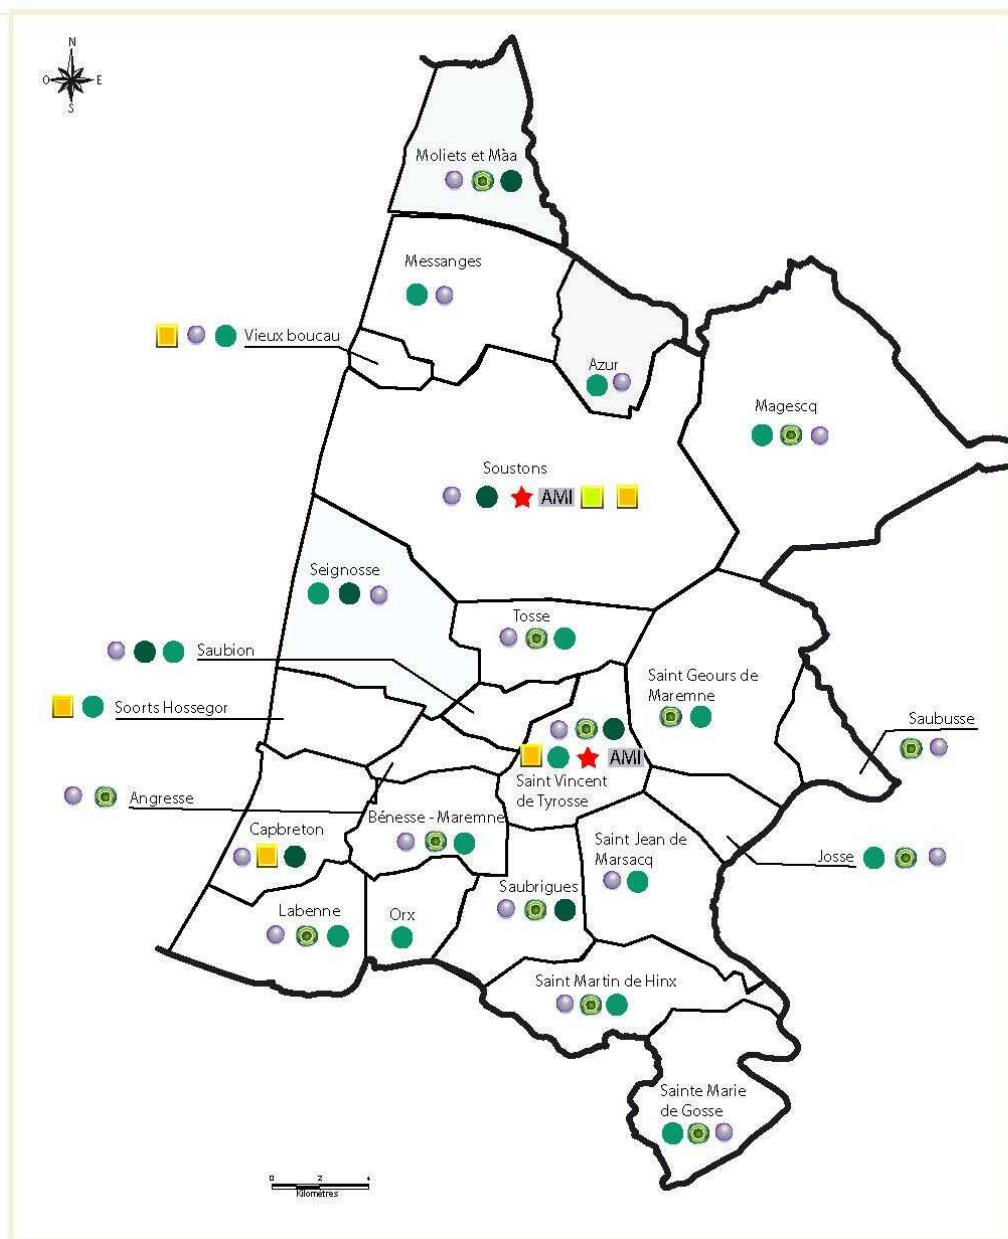 N
O E
S
Moliets et Màa
Messanges
Vieux boucau
Azur
Magescq
Soustons
AMI
Seignosse
Tosse
Saubion
Saint Geours de
Maremne
Soorts Hossegor
Saubusse
AMI
Saint Vincent
de Tyrosse
Angresse
Bénesse - Maremne
Capbreton
Saint Jean de
Marsacq
Josse
Saubrigues
Labenne
Orx
Saint Martin de Hinx
Sainte Marie
de Gosse
0 2 4
Kilomètres